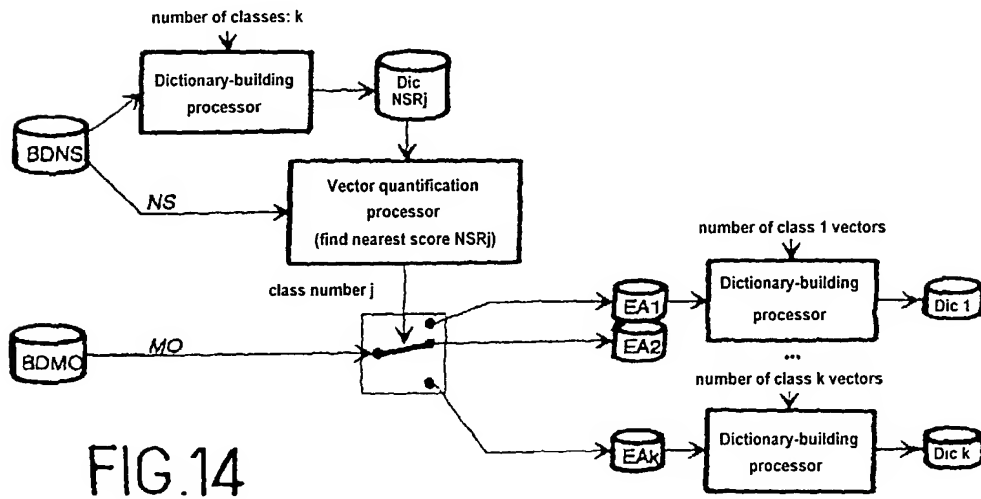 number of classes: k
Dictionary-building
processor
Dic
NSRj
BDNS
NS
Vector quantification
processor
(find nearest score NSRj)
class number j
number of class 1 vectors
EA1
Dictionary-building
processor
Dic 1
EA2
BDMO
MO
...
number of class k vectors
EAk
Dictionary-building
processor
Dic k
FIG.14